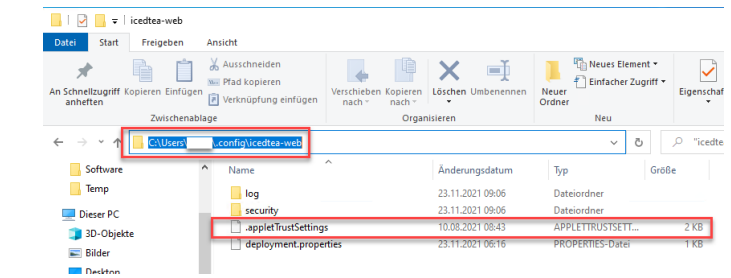 icedtea-web
Datei Start Freigeben Ansicht
An Schnellzugriff anheften
Kopieren
Einfügen
Ausschneiden
Pfad kopieren
Verknüpfung einfügen
Zwischenablage
Verschieben nach
Kopieren nach
Löschen
Umbenennen
Organisieren
Neuer Ordner
Neues Element
Einfacher Zugriff
Neu
Eigenschaf
C:\Users\ \.config\icedtea-web
"icedte
Software
Temp
Dieser PC
3D-Objekte
Bilder
Desktop
Name Änderungsdatum Typ Größe
log 23.11.2021 09:06 Dateiordner
security 23.11.2021 09:06 Dateiordner
.appletTrustSettings 10.08.2021 08:43 APPLETTRUSTSETT... 2 KB
deployment.properties 23.11.2021 06:16 PROPERTIES-Datei 1 KB